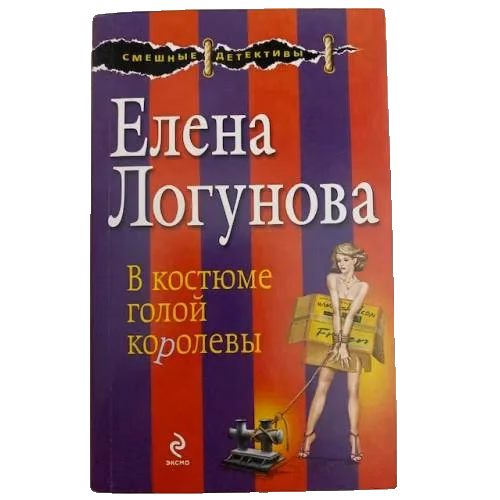 СМЕШНЫЕ ДЕТЕКТИВЫ
Елена
Логунова
В костюме
голой
королевы
ЭКСМО